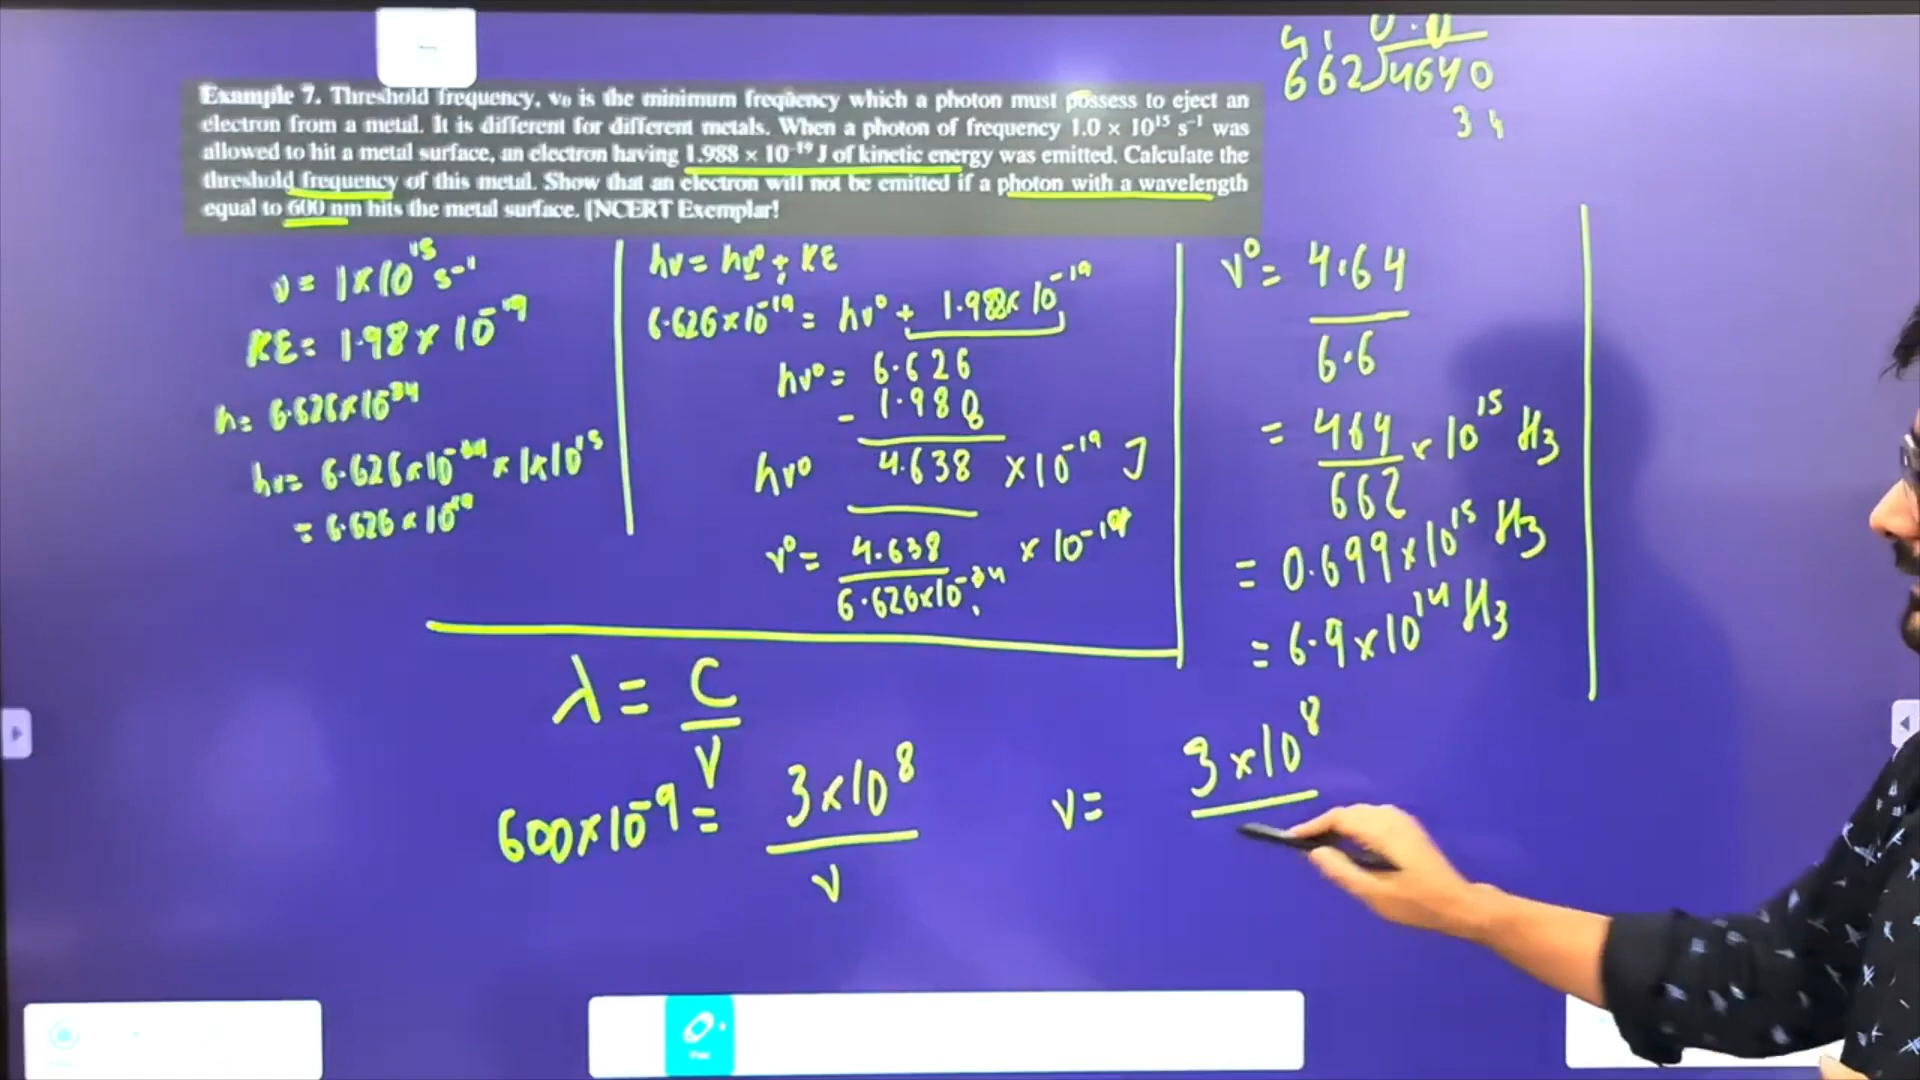 Example 7. Threshold frequency, ν₀ is the minimum frequency which a photon must possess to eject an
electron from a metal. It is different for different metals. When a photon of frequency 1.0 × 10¹⁵ s⁻¹ was
allowed to hit a metal surface, an electron having 1.988 × 10⁻¹⁹ J of kinetic energy was emitted. Calculate the
threshold frequency of this metal. Show that an electron will not be emitted if a photon with a wavelength
equal to 600 nm hits the metal surface. [NCERT Exemplar!
662)4640
34
ν = 1×10¹⁵ s⁻¹
KE = 1.98 × 10⁻¹⁹
h = 6.626×10⁻³⁴
hν = 6.626×10⁻³⁴ × 1×10¹⁵
= 6.626 × 10⁻¹⁹
hν = hν⁰ + KE
6.626×10⁻¹⁹ = hν⁰ + 1.988× 10⁻¹⁹
hν⁰ = 6.626
- 1.988
hν⁰ 4.638 ×10⁻¹⁹ J
ν⁰ = 4.638 × 10⁻¹⁹
6.626×10⁻³⁴
ν⁰ = 4.64
6.6
= 464 × 10¹⁵ Hz
662
= 0.699×10¹⁵ Hz
= 6.9×10¹⁴ Hz
λ = C
ν
600×10⁻⁹ = 3×10⁸
ν
ν = 3×10⁸